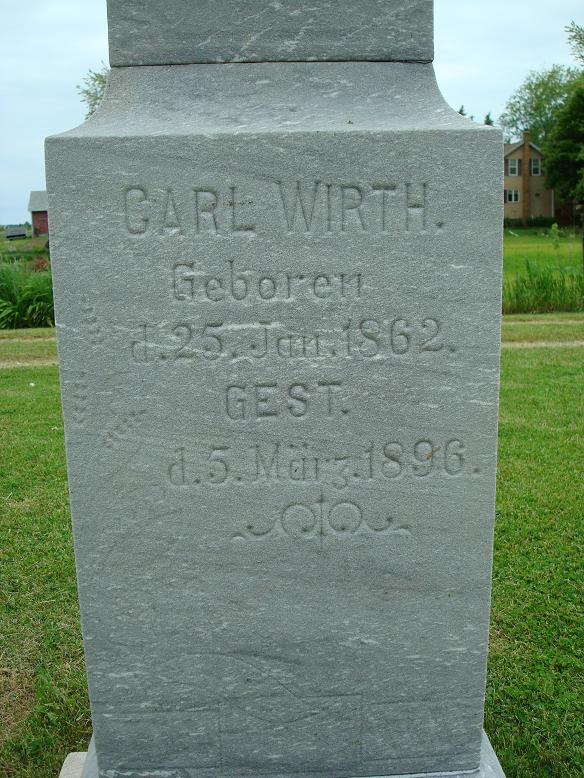 CARL WIRTH.
Geboren
d.25.Jan.1862.
GEST.
d.5.März.1896.